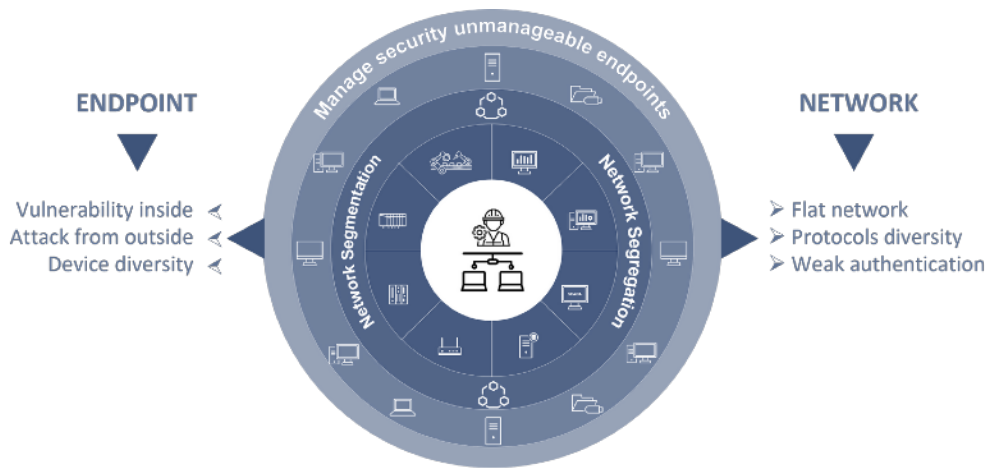 Manage security unmanageable endpoints
ENDPOINT
Vulnerability inside
Attack from outside
Device diversity
Network Segmentation
Network Segregation
NETWORK
Flat network
Protocols diversity
Weak authentication